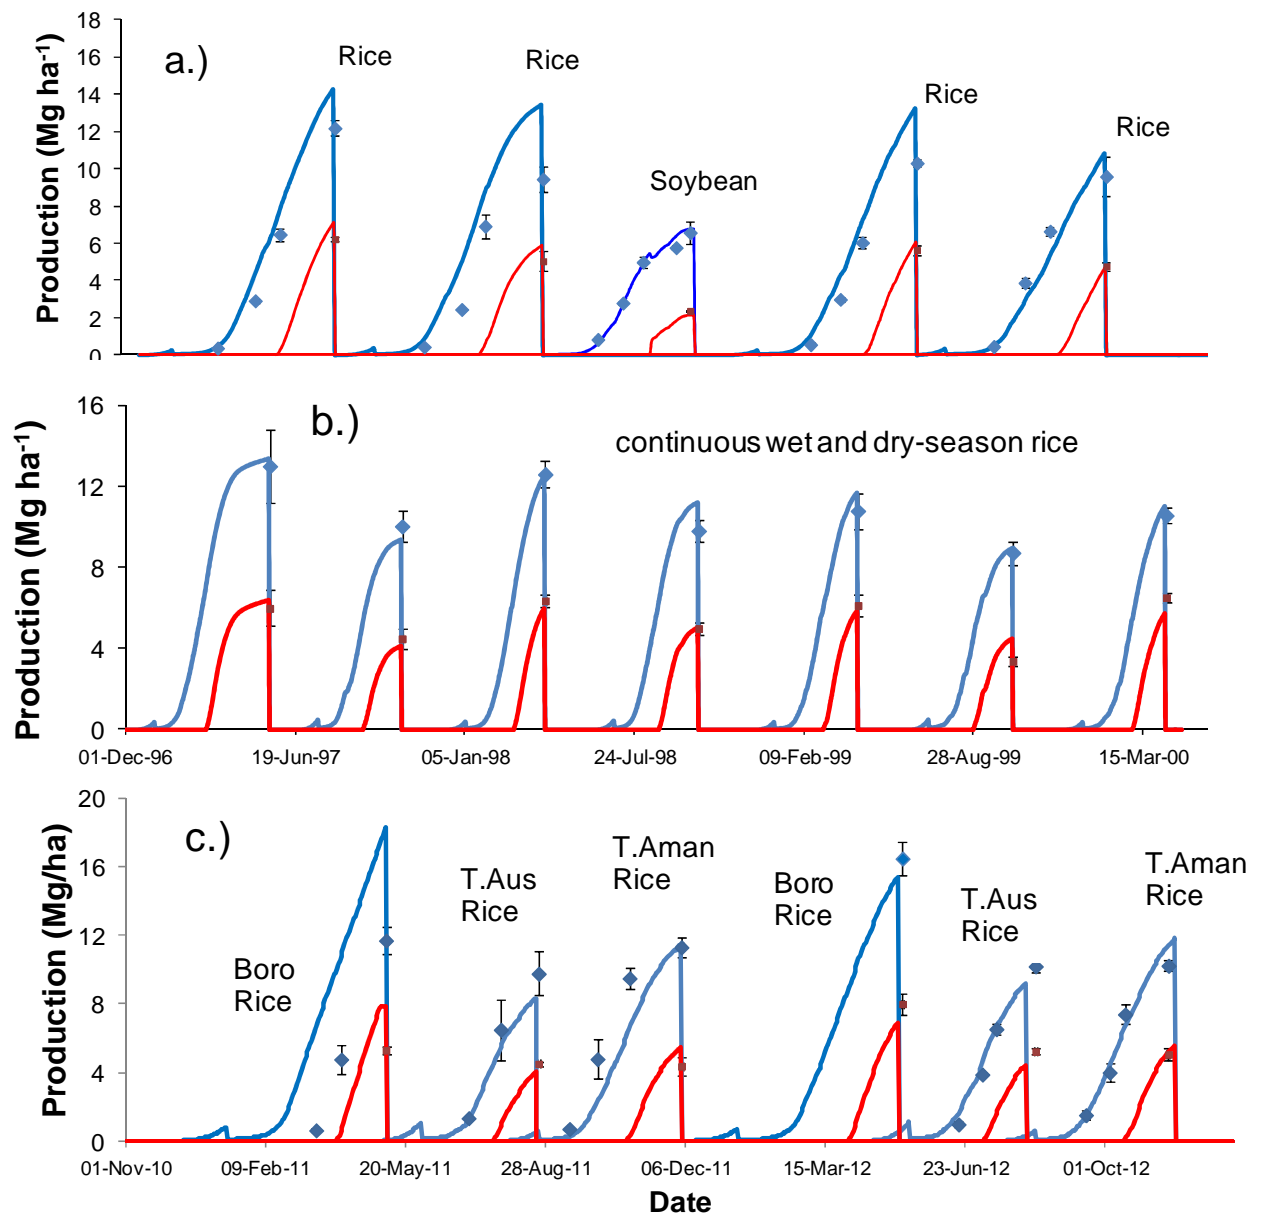 18
16
14
12
10
8
6
4
2
0
Production (Mg ha-1)
a.)
Rice
Rice
Soybean
Rice
Rice
16
12
8
4
0
Production (Mg ha-1)
b.)
continuous wet and dry-season rice
01-Dec-96 19-Jun-97 05-Jan-98 24-Jul-98 09-Feb-99 28-Aug-99 15-Mar-00
20
16
12
8
4
0
Production (Mg/ha)
c.)
Boro
Rice
T.Aus
Rice
T.Aman
Rice
Boro
Rice
T.Aus
Rice
T.Aman
Rice
01-Nov-10 09-Feb-11 20-May-11 28-Aug-11 06-Dec-11 15-Mar-12 23-Jun-12 01-Oct-12
Date